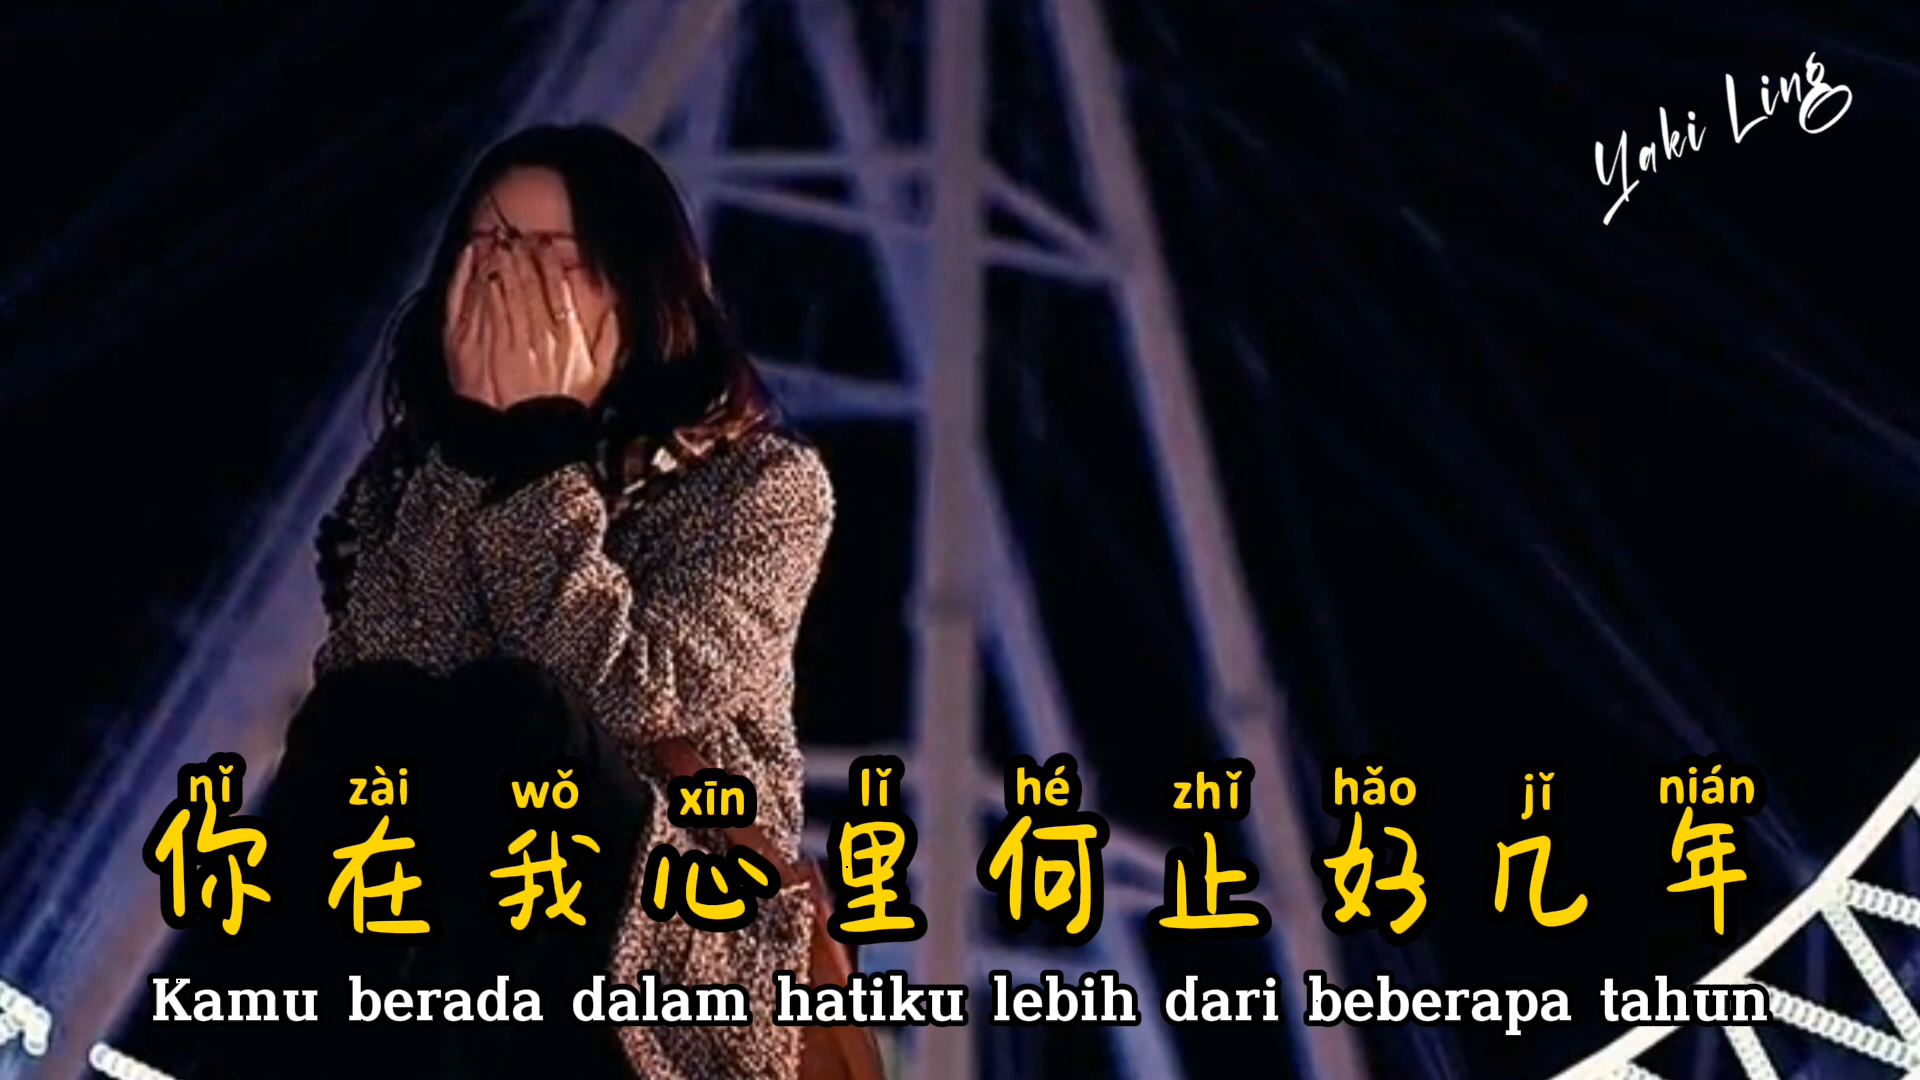 Yaki Ling
nǐ zài wǒ xīn lǐ hé zhǐ hǎo jǐ nián
你在我心里何止好几年
Kamu berada dalam hatiku lebih dari beberapa tahun